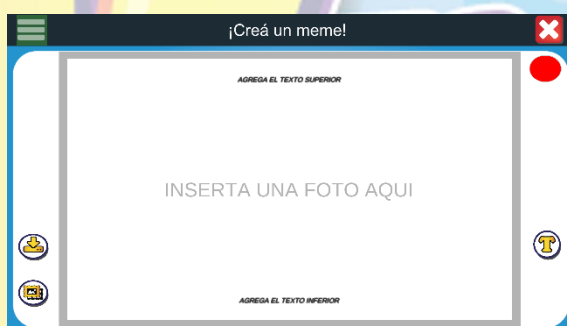 ¡Creá un meme!
AGREGA EL TEXTO SUPERIOR
INSERTA UNA FOTO AQUI
AGREGA EL TEXTO INFERIOR
T